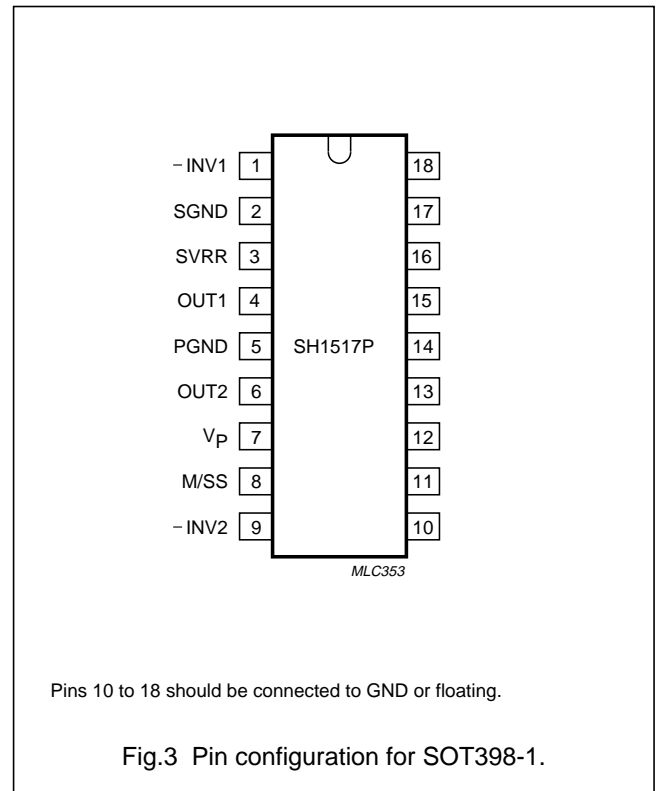 −INV1 1 18
SGND 2 17
SVRR 3 16
OUT1 4 15
PGND 5 SH1517P 14
OUT2 6 13
VP 7 12
M/SS 8 11
−INV2 9 10
MLC353
Pins 10 to 18 should be connected to GND or floating.
Fig.3 Pin configuration for SOT398-1.